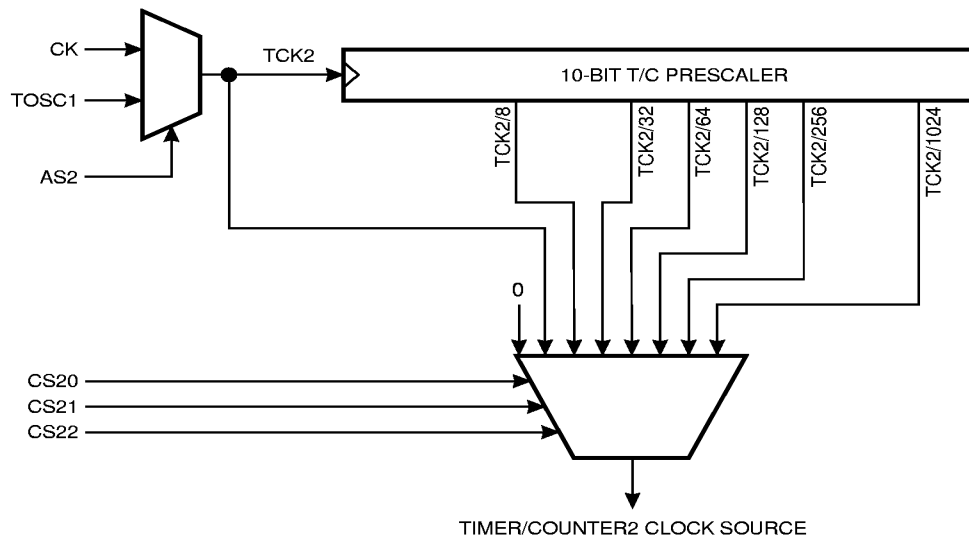 CK
TOSC1
AS2
TCK2
10-BIT T/C PRESCALER
TCK2/8
TCK2/32
TCK2/64
TCK2/128
TCK2/256
TCK2/1024
0
CS20
CS21
CS22
TIMER/COUNTER2 CLOCK SOURCE